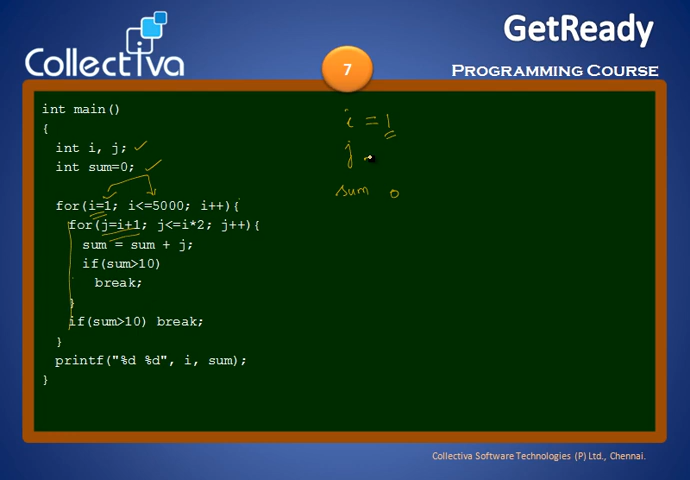 GetReady
Collectiva
7
PROGRAMMING COURSE
int main()
{
int i, j;
int sum=0;
for(i=1; i<=5000; i++){
for(j=i+1; j<=i*2; j++){
sum = sum + j;
if(sum>10)
break;
}
if(sum>10) break;
}
printf("%d %d", i, sum);
}
i = 1
j
sum 0
Collectiva Software Technologies (P) Ltd., Chennai.